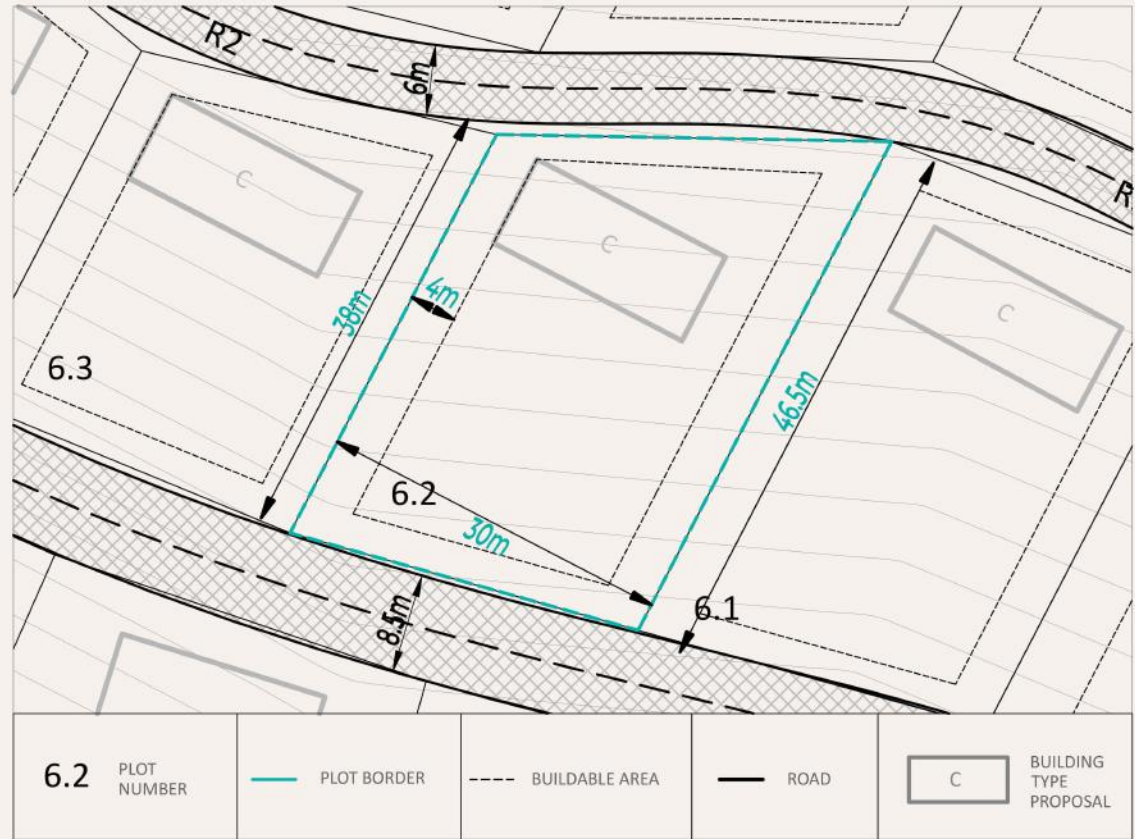 R2
6m
R
C
C
4m
38m
C
6.3
46.5m
6.2
30m
6.1
8.5m
6.2
PLOT
NUMBER
PLOT BORDER
BUILDABLE AREA
ROAD
C
BUILDING
TYPE
PROPOSAL